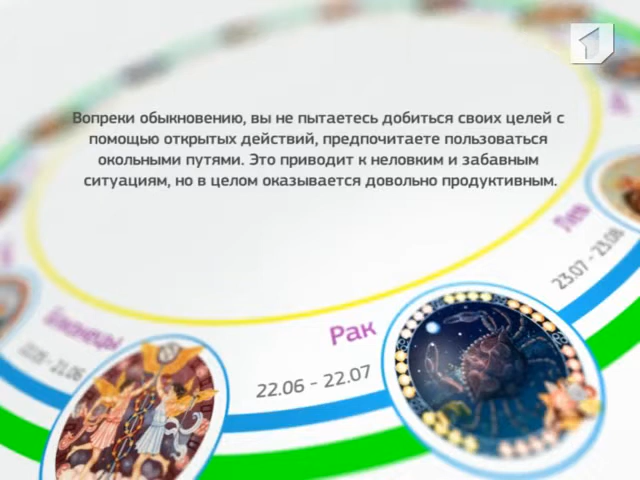 Вопреки обыкновению, вы не пытаетесь добиться своих целей с
помощью открытых действий, предпочитаете пользоваться
окольными путями. Это приводит к неловким и забавным
ситуациям, но в целом оказывается довольно продуктивным.
Лев
23.07 - 23.08
Близнецы
Рак
22.06 - 22.07